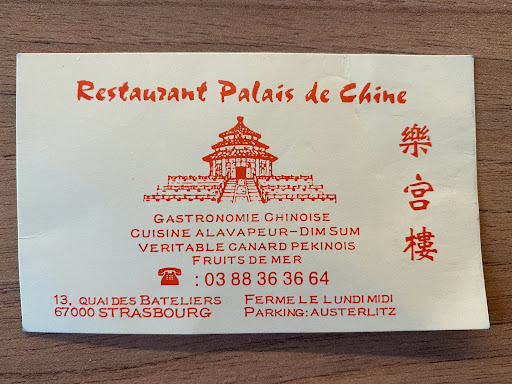 Restaurant Palais de Chine
樂宮樓
GASTRONOMIE CHINOISE
CUISINE ALAVAPEUR-DIM SUM
VERITABLE CANARD PEKINOIS
FRUITS DE MER
: 03 88 36 36 64
13, QUAI DES BATELIERS FERME LE LUNDI MIDI
67000 STRASBOURG PARKING: AUSTERLITZ